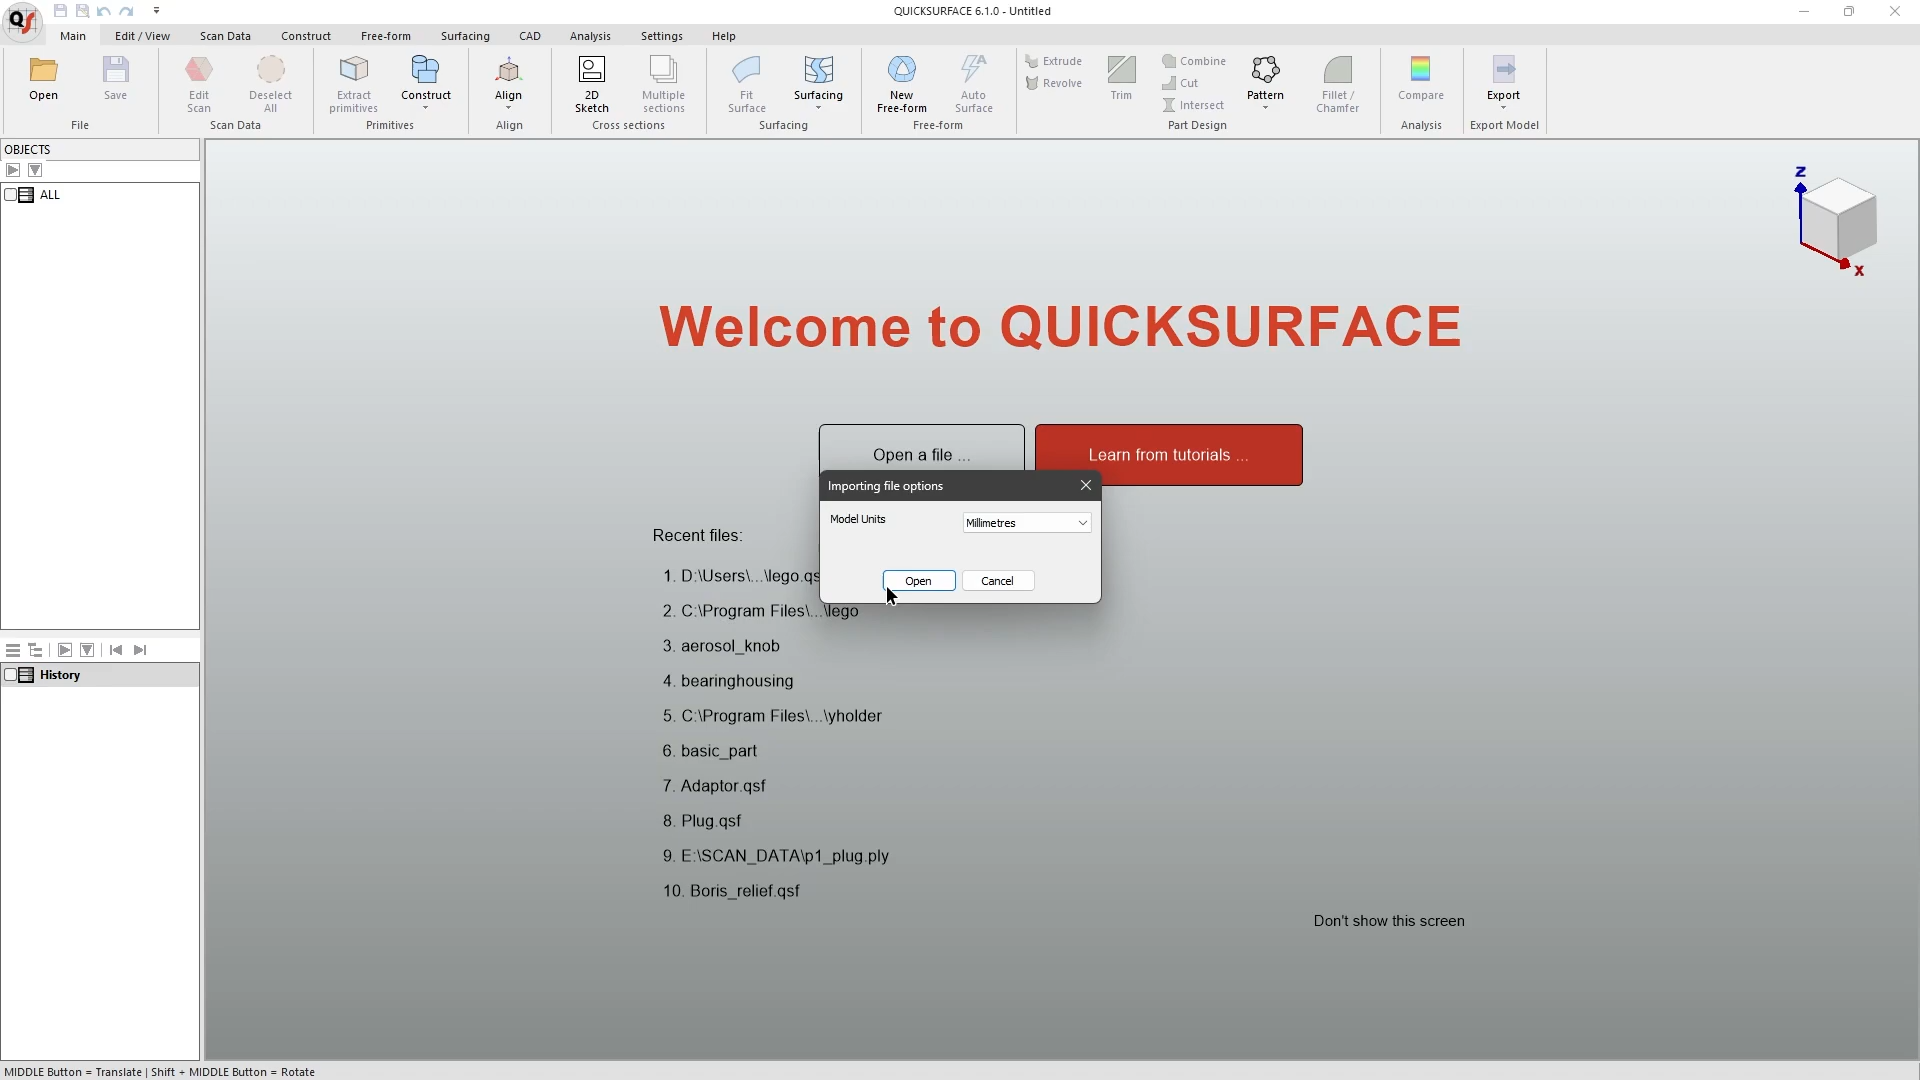 QUICKSURFACE 6.1.0 - Untitled
Main Edit / View Scan Data Construct Free-form Surfacing CAD Analysis Settings Help
Open Save Edit Scan Deselect All Extract primitives Construct Align 2D Sketch Multiple sections Fit Surface Surfacing New Free-form Auto Surface Extrude Revolve Trim Combine Cut Intersect Pattern Fillet / Chamfer Compare Export
File Scan Data Primitives Align Cross sections Surfacing Free-form Part Design Analysis Export Model
OBJECTS
ALL
History
Z
X
Welcome to QUICKSURFACE
Open a file ...
Learn from tutorials ...
Importing file options
Model Units Millimetres
Open Cancel
Recent files:
1. D:\Users\...\lego.qs
2. C:\Program Files\...\lego
3. aerosol_knob
4. bearinghousing
5. C:\Program Files\...\yholder
6. basic_part
7. Adaptor.qsf
8. Plug.qsf
9. E:\SCAN_DATA\p1_plug.ply
10. Boris_relief.qsf
Don't show this screen
MIDDLE Button = Translate | Shift + MIDDLE Button = Rotate